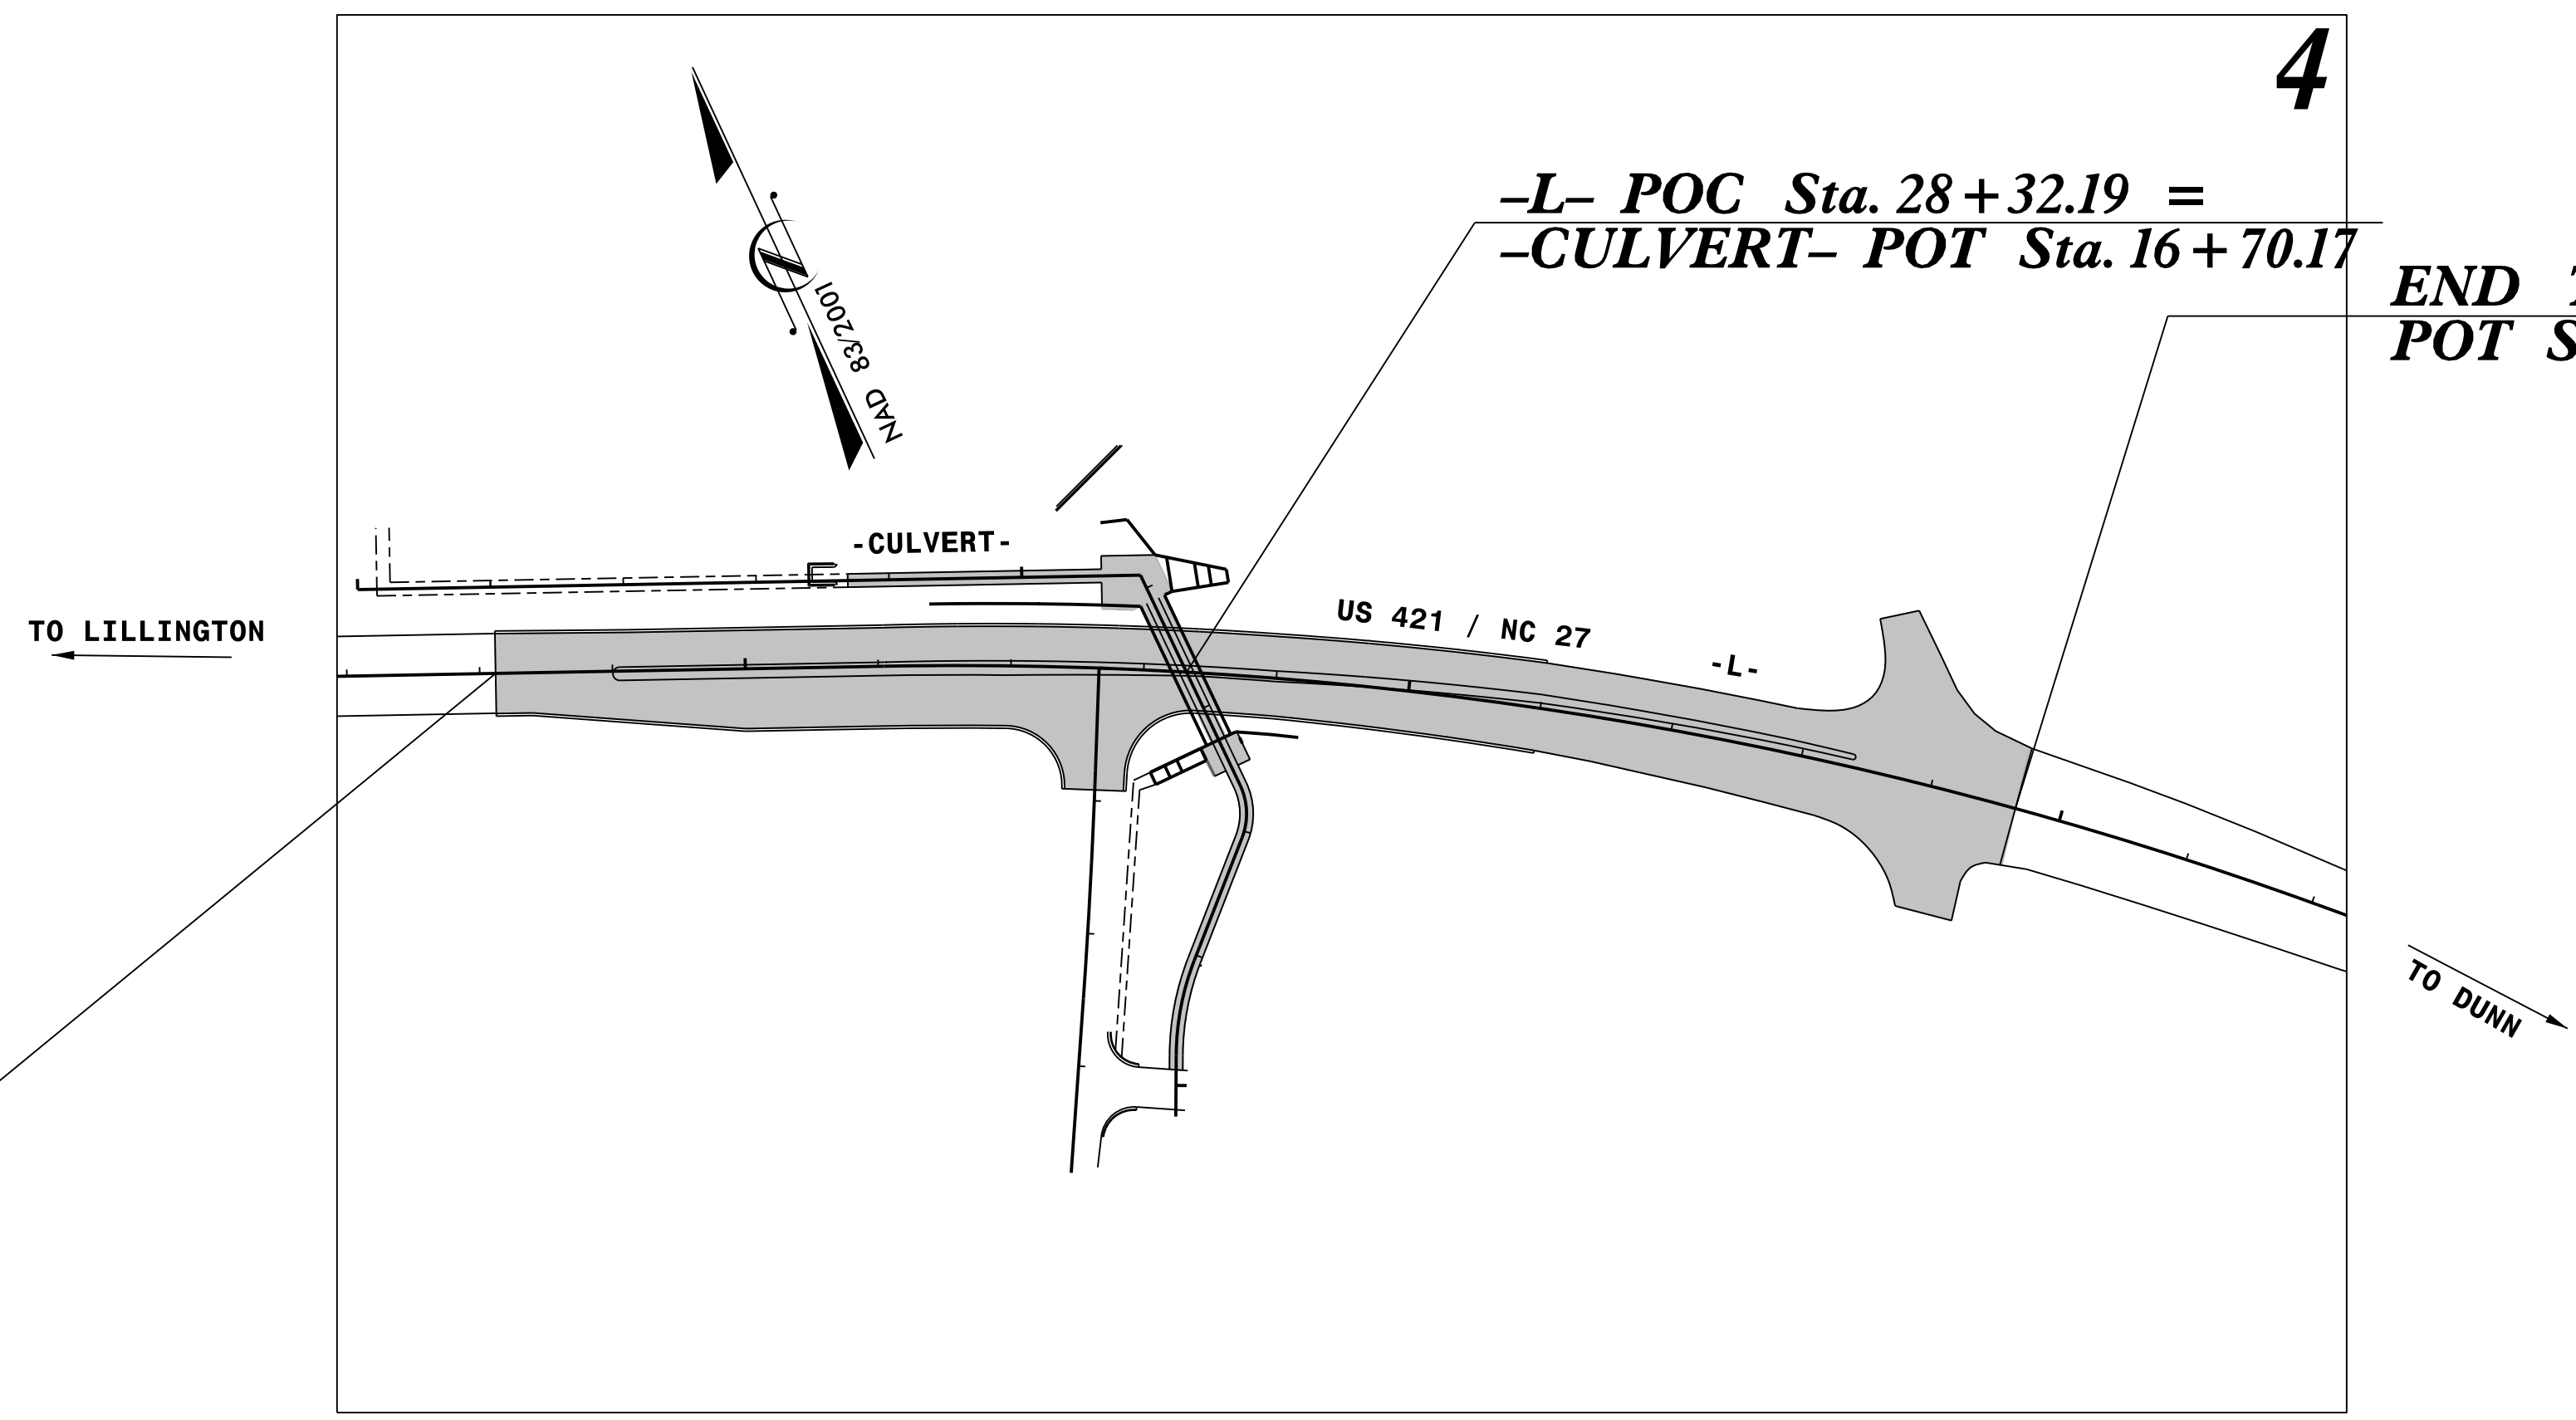 4
–L– POC Sta. 28+32.19 =
–CULVERT– POT Sta. 16+70.17
END
POT S
N
NAD 83/2001
-CULVERT-
TO LILLINGTON
US 421 / NC 27
-L-
TO DUNN